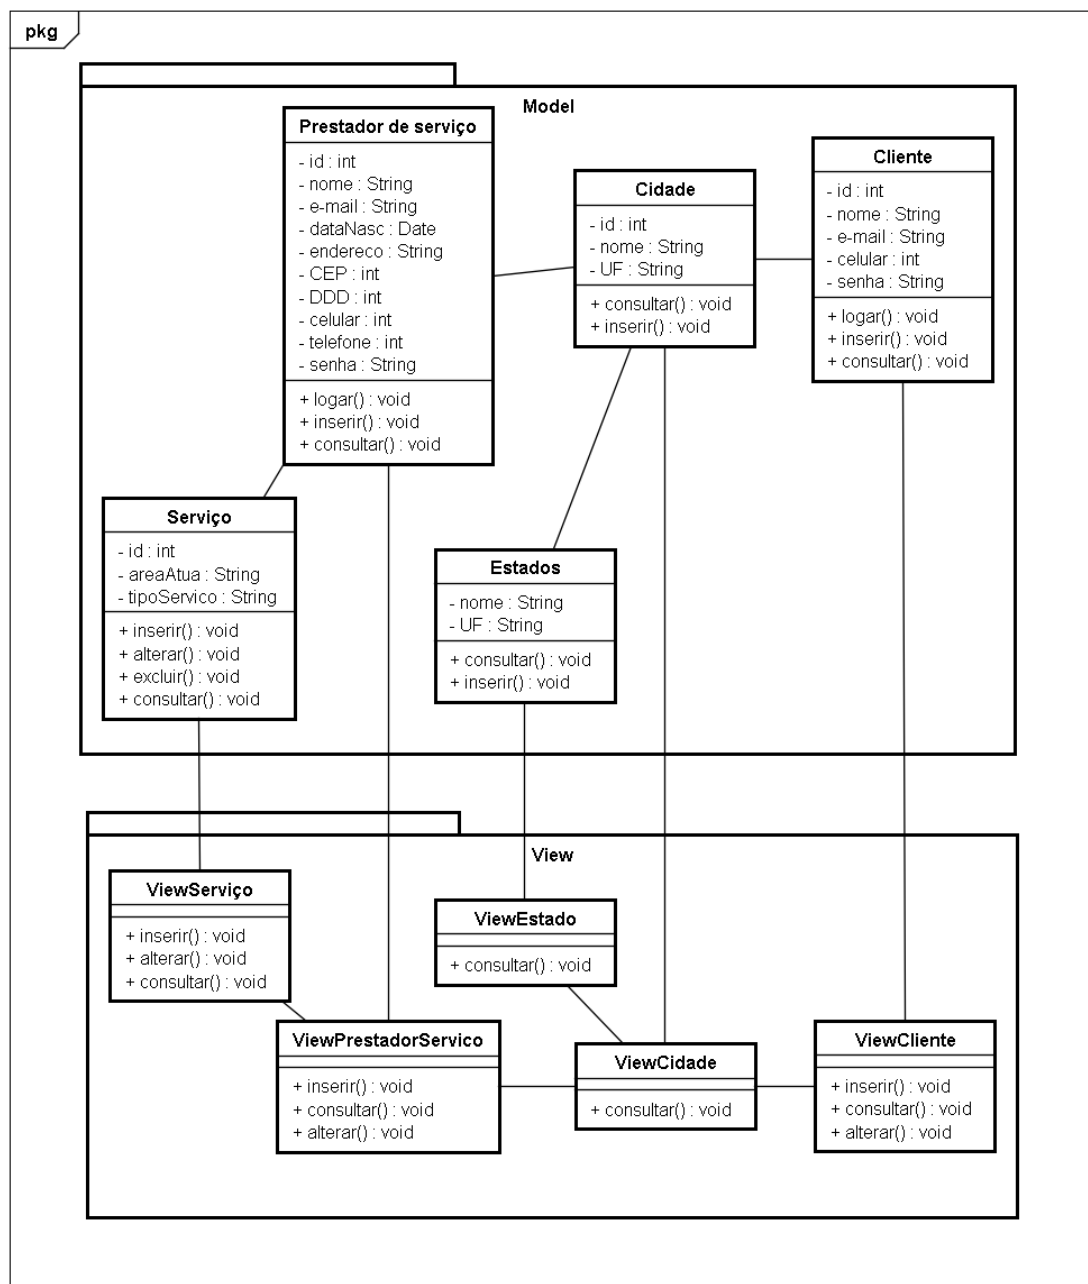 pkg
Model
Prestador de serviço
- id : int
- nome : String
- e-mail : String
- dataNasc : Date
- endereco : String
- CEP : int
- DDD : int
- celular : int
- telefone : int
- senha : String
+ logar() : void
+ inserir() : void
+ consultar() : void
Cidade
- id : int
- nome : String
- UF : String
+ consultar() : void
+ inserir() : void
Cliente
- id : int
- nome : String
- e-mail : String
- celular : int
- senha : String
+ logar() : void
+ inserir() : void
+ consultar() : void
Serviço
- id : int
- areaAtua : String
- tipoServico : String
+ inserir() : void
+ alterar() : void
+ excluir() : void
+ consultar() : void
Estados
- nome : String
- UF : String
+ consultar() : void
+ inserir() : void
View
ViewServiço
+ inserir() : void
+ alterar() : void
+ consultar() : void
ViewEstado
+ consultar() : void
ViewPrestadorServico
+ inserir() : void
+ consultar() : void
+ alterar() : void
ViewCidade
+ consultar() : void
ViewCliente
+ inserir() : void
+ consultar() : void
+ alterar() : void